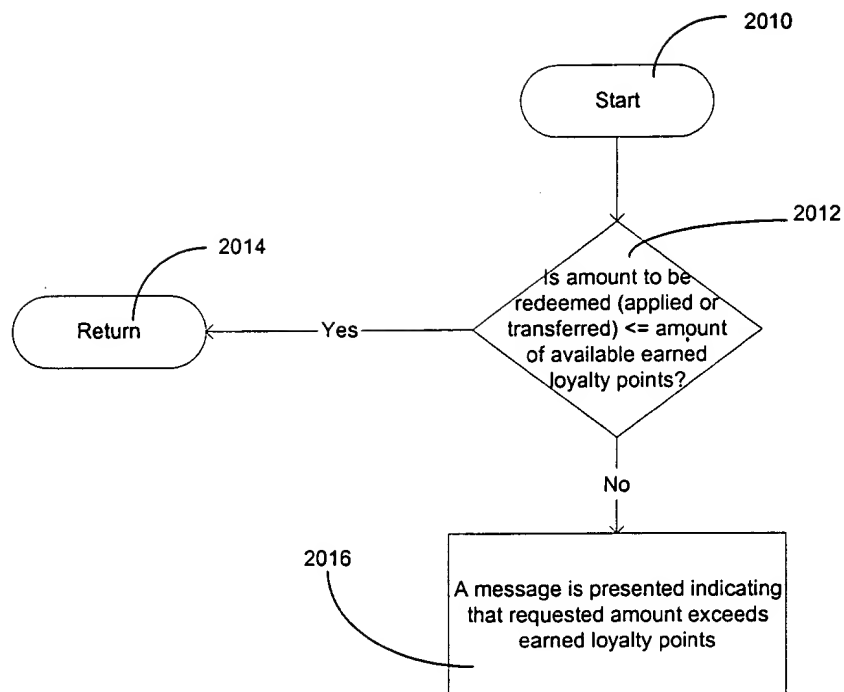 2010
Start
2012
Is amount to be
redeemed (applied or
transferred) <= amount
of available earned
loyalty points?
2014
Return
Yes
No
2016
A message is presented indicating
that requested amount exceeds
earned loyalty points